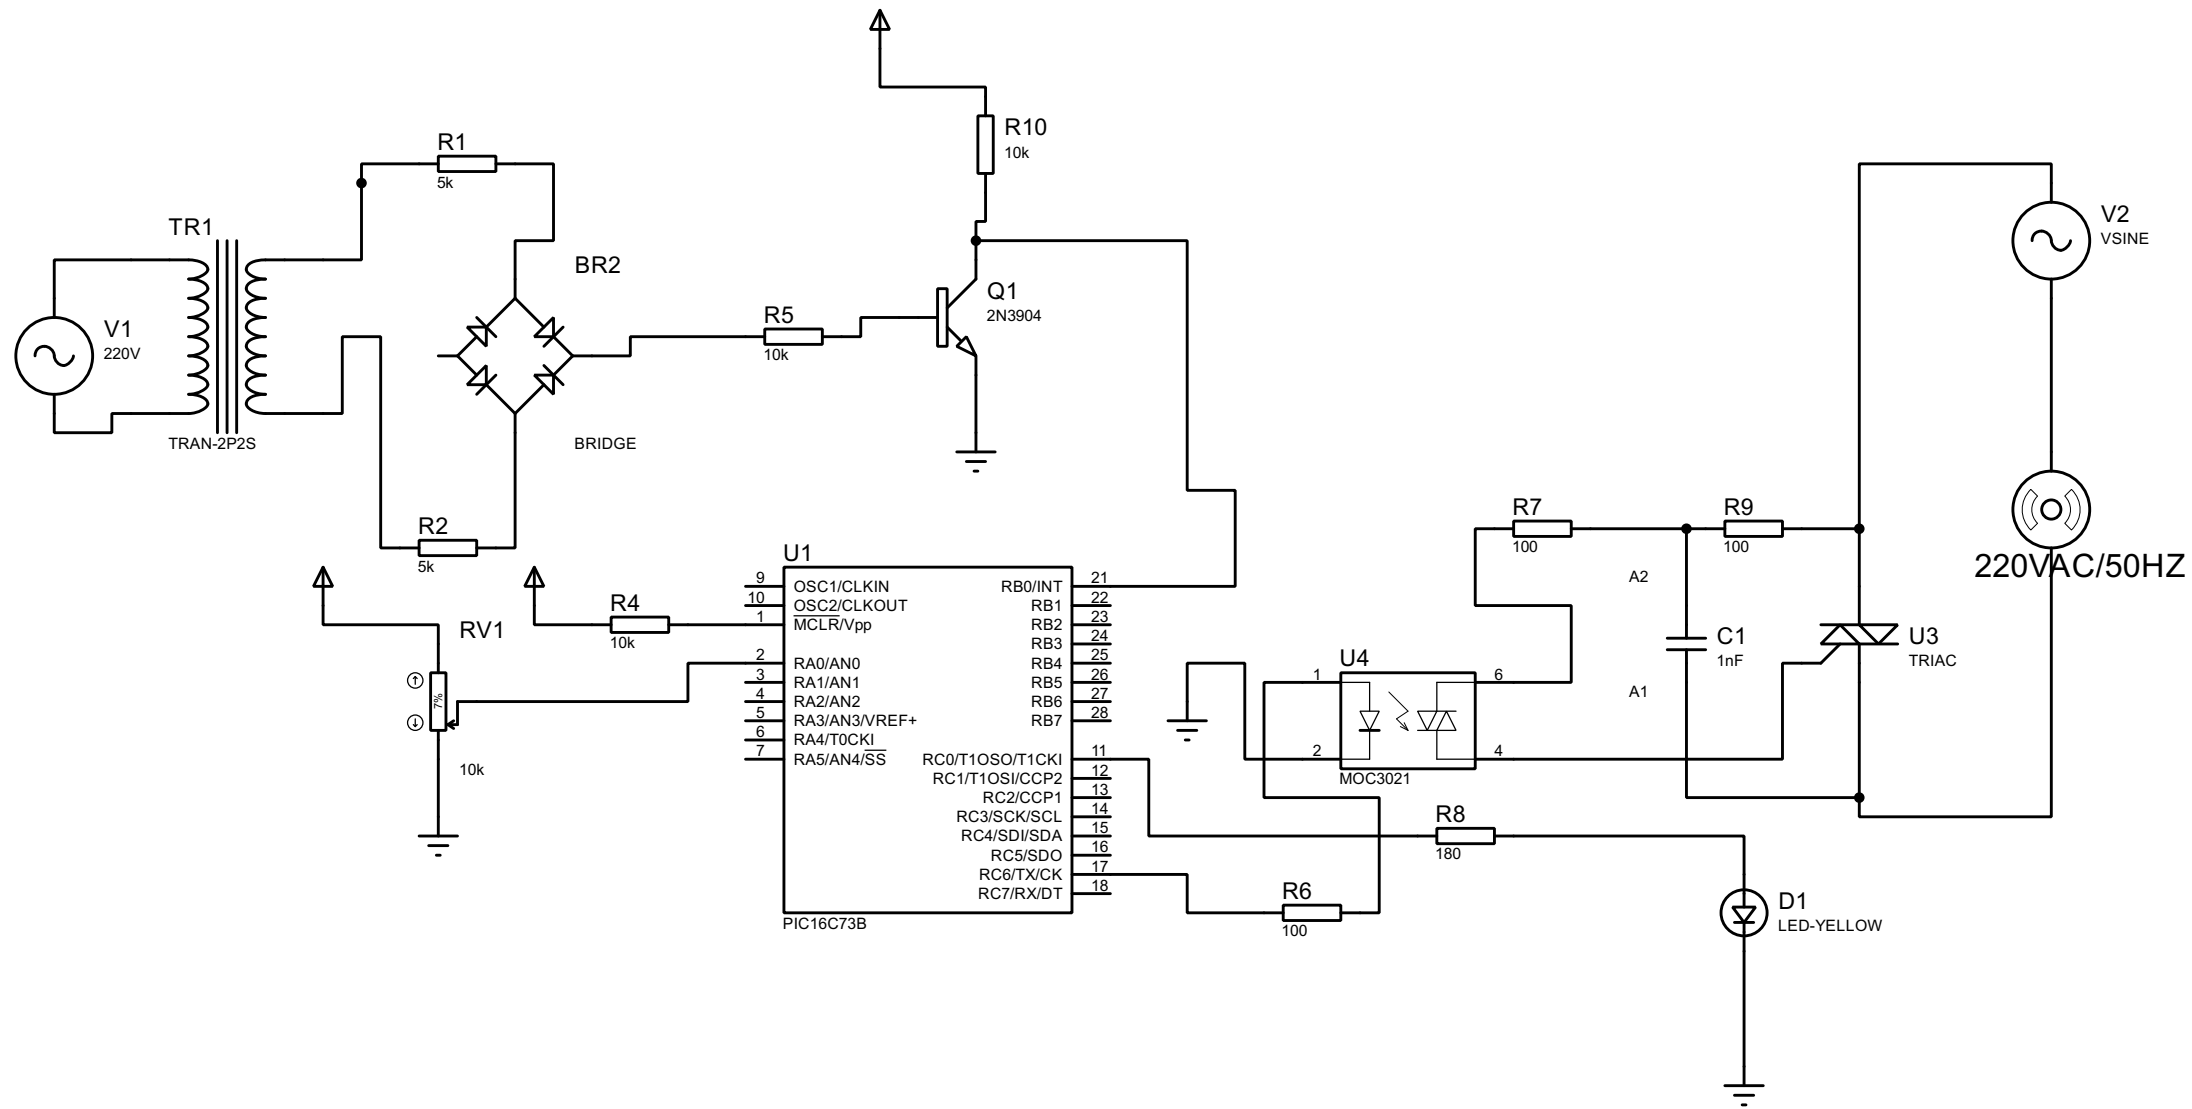 R1
5k
R10
10k
TR1
BR2
V1
220V
TRAN-2P2S
BRIDGE
R5
10k
Q1
2N3904
V2
VSINE
R2
5k
R7
100
R9
100
220VAC/50HZ
A2
A1
C1
1nF
U3
TRIAC
RV1
7%
10k
R4
10k
U1
9 OSC1/CLKIN
10 OSC2/CLKOUT
1 MCLR/Vpp
2 RA0/AN0
3 RA1/AN1
4 RA2/AN2
5 RA3/AN3/VREF+
6 RA4/T0CKI
7 RA5/AN4/SS
RB0/INT 21
RB1 22
RB2 23
RB3 24
RB4 25
RB5 26
RB6 27
RB7 28
RC0/T1OSO/T1CKI 11
RC1/T1OSI/CCP2 12
RC2/CCP1 13
RC3/SCK/SCL 14
RC4/SDI/SDA 15
RC5/SDO 16
RC6/TX/CK 17
RC7/RX/DT 18
PIC16C73B
U4
1
2
6
4
MOC3021
R6
100
R8
180
D1
LED-YELLOW